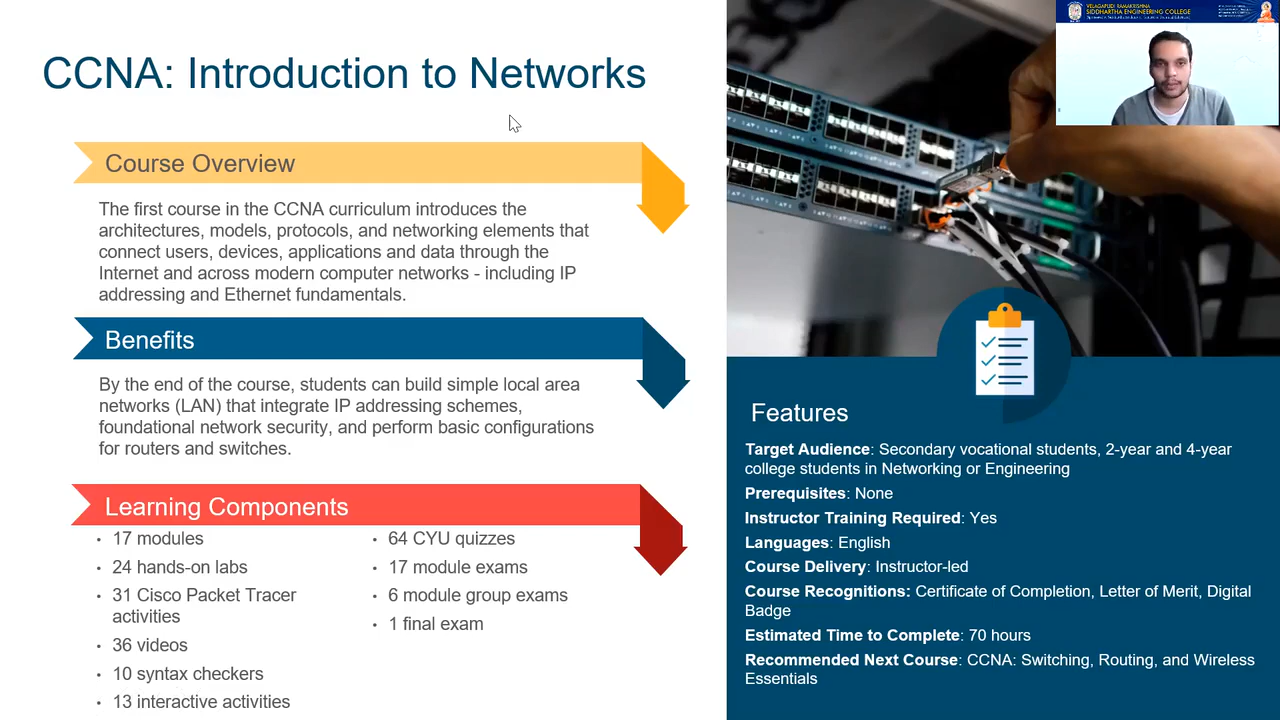 CCNA: Introduction to Networks
Course Overview
The first course in the CCNA curriculum introduces the
architectures, models, protocols, and networking elements that
connect users, devices, applications and data through the
Internet and across modern computer networks - including IP
addressing and Ethernet fundamentals.
Benefits
By the end of the course, students can build simple local area
networks (LAN) that integrate IP addressing schemes,
foundational network security, and perform basic configurations
for routers and switches.
Learning Components
• 17 modules
• 24 hands-on labs
• 31 Cisco Packet Tracer
activities
• 36 videos
• 10 syntax checkers
• 13 interactive activities
• 64 CYU quizzes
• 17 module exams
• 6 module group exams
• 1 final exam
VELAGAPUDI RAMAKRISHNA
SIDDHARTHA ENGINEERING COLLEGE
Features
Target Audience: Secondary vocational students, 2-year and 4-year
college students in Networking or Engineering
Prerequisites: None
Instructor Training Required: Yes
Languages: English
Course Delivery: Instructor-led
Course Recognitions: Certificate of Completion, Letter of Merit, Digital
Badge
Estimated Time to Complete: 70 hours
Recommended Next Course: CCNA: Switching, Routing, and Wireless
Essentials